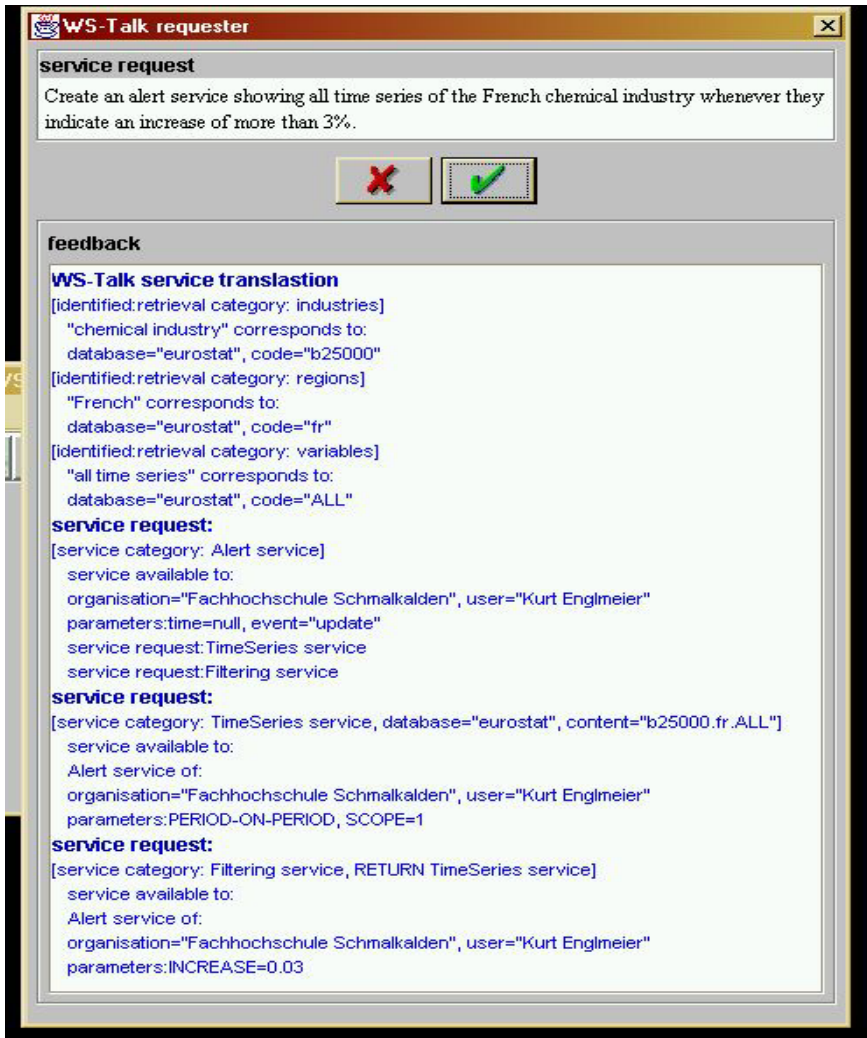 WS-Talk requester
service request
Create an alert service showing all time series of the French chemical industry whenever they
indicate an increase of more than 3%.
feedback
WS-Talk service translastion
[identified:retrieval category: industries]
"chemical industry" corresponds to:
database="eurostat", code="b25000"
[identified:retrieval category: regions]
"French" corresponds to:
database="eurostat", code="fr"
[identified:retrieval category: variables]
"all time series" corresponds to:
database="eurostat", code="ALL"
service request:
[service category: Alert service]
service available to:
organisation="Fachhochschule Schmalkalden", user="Kurt Englmeier"
parameters:time=null, event="update"
service request:TimeSeries service
service request:Filtering service
service request:
[service category: TimeSeries service, database="eurostat", content="b25000.fr.ALL"]
service available to:
Alert service of:
organisation="Fachhochschule Schmalkalden", user="Kurt Englmeier"
parameters:PERIOD-ON-PERIOD, SCOPE=1
service request:
[service category: Filtering service, RETURN TimeSeries service]
service available to:
Alert service of:
organisation="Fachhochschule Schmalkalden", user="Kurt Englmeier"
parameters:INCREASE=0.03